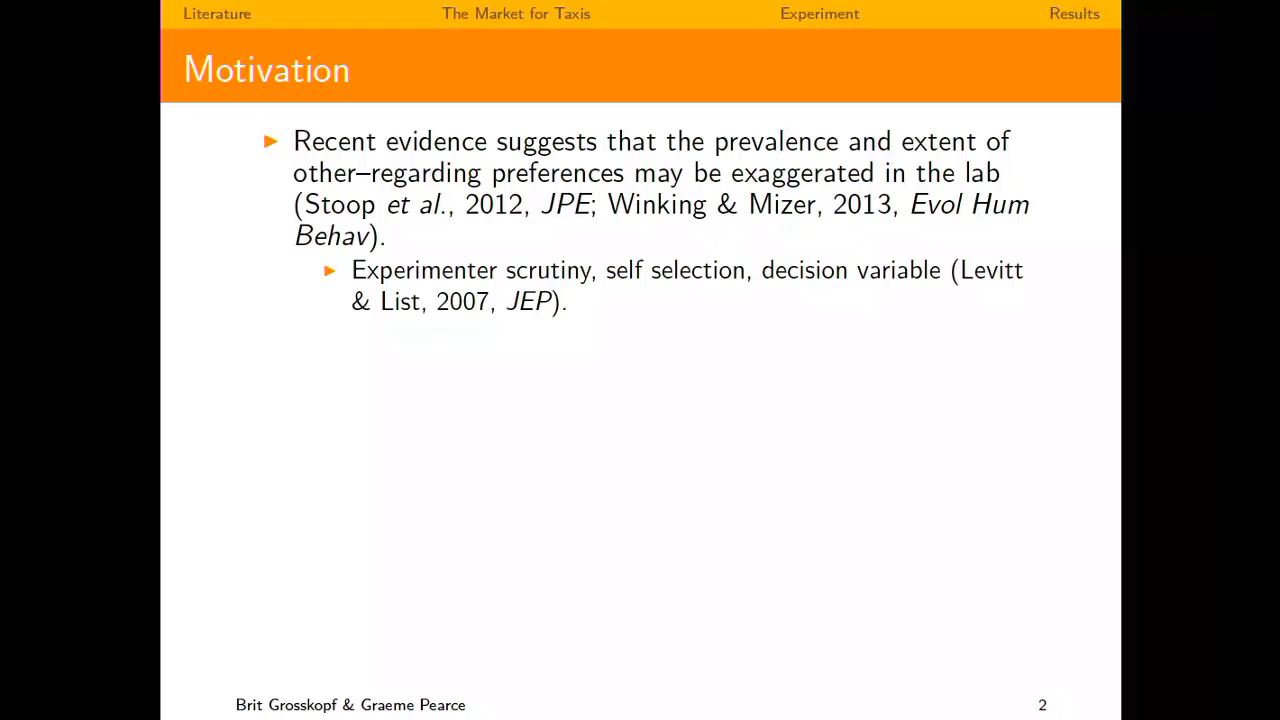 Literature The Market for Taxis Experiment Results
Motivation
Recent evidence suggests that the prevalence and extent of
other–regarding preferences may be exaggerated in the lab
(Stoop et al., 2012, JPE; Winking & Mizer, 2013, Evol Hum
Behav).
Experimenter scrutiny, self selection, decision variable (Levitt
& List, 2007, JEP).
Brit Grosskopf & Graeme Pearce 2